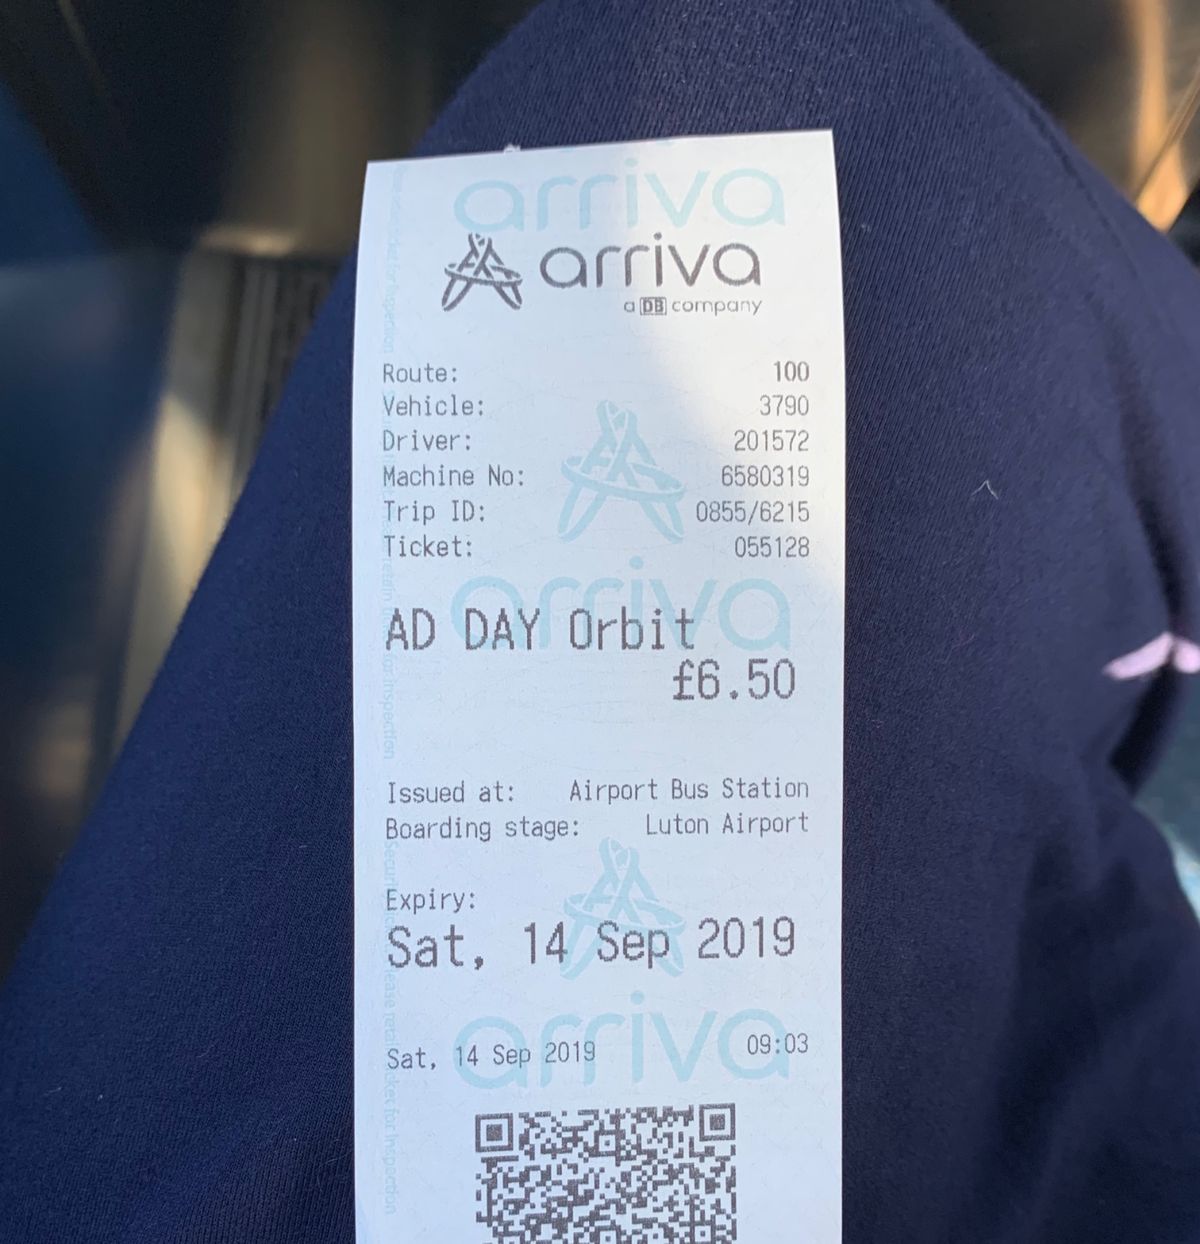 arriva
arriva
a DB company
Route: 100
Vehicle: 3790
Driver: 201572
Machine No: 6580319
Trip ID: 0855/6215
Ticket: 055128
arriva
AD DAY Orbit
£6.50
Issued at: Airport Bus Station
Boarding stage: Luton Airport
Expiry:
Sat, 14 Sep 2019
arriva
Sat, 14 Sep 2019 09:03